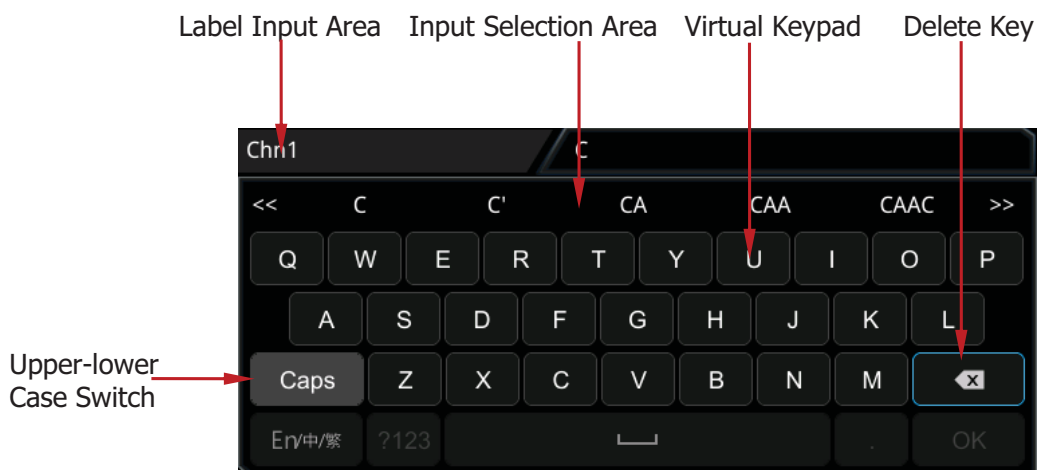 Label Input Area Input Selection Area Virtual Keypad Delete Key
Chn1 C
<< C C' CA CAA CAAC >>
Q W E R T Y U I O P
A S D F G H J K L
Upper-lower
Case Switch
Caps Z X C V B N M x
En/中/繁 ?123 . OK